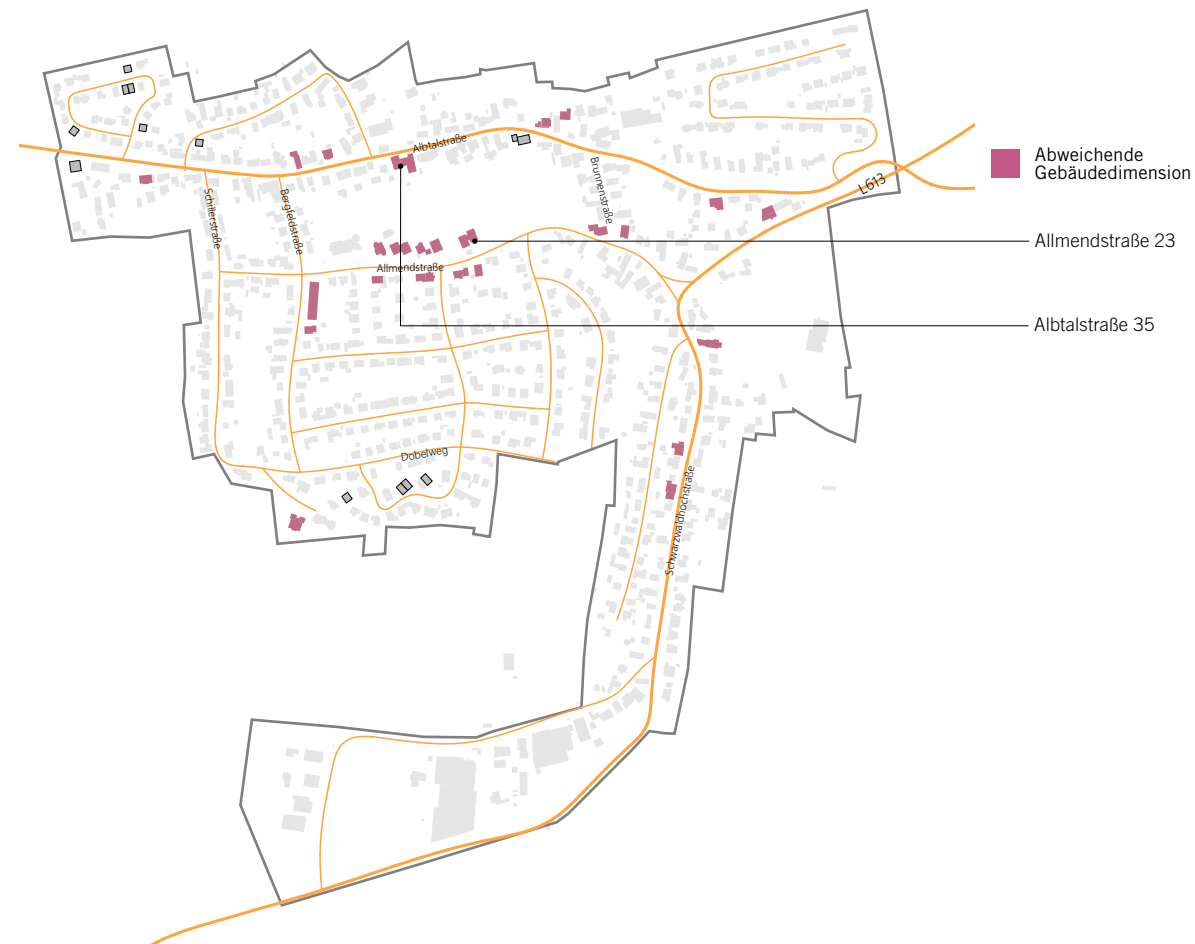 Albtalstraße
Abweichende
Gebäudedimension
L613
Brunnenstraße
Schillerstraße
Bergfeldstraße
Allmendstraße 23
Allmendstraße
Albtalstraße 35
Dobelweg
Schwarzwaldhochstraße